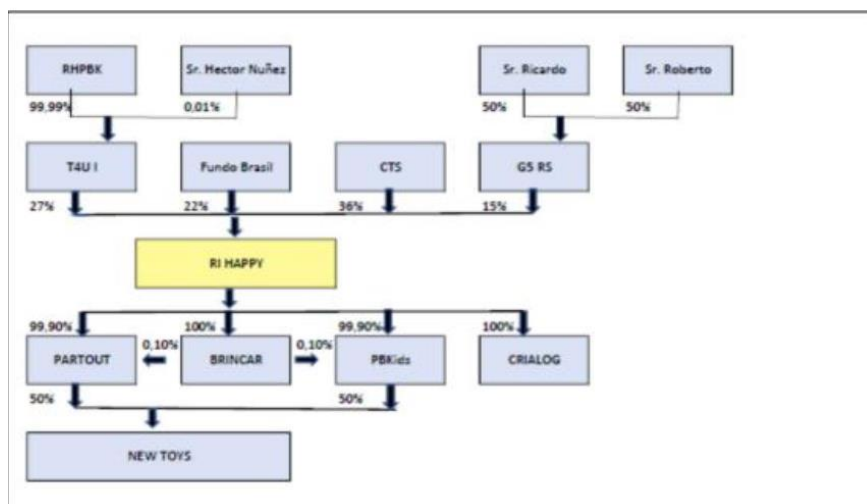 RHPBK
Sr. Hector Nuñez
Sr. Ricardo
Sr. Roberto
99,99%
0,01%
50%
50%
T4U I
Fundo Brasil
CTS
G5 RS
27%
22%
36%
15%
RI HAPPY
99,90%
100%
99,90%
100%
0,10%
0,10%
PARTOUT
BRINCAR
PBKids
CRIALOG
50%
50%
NEW TOYS